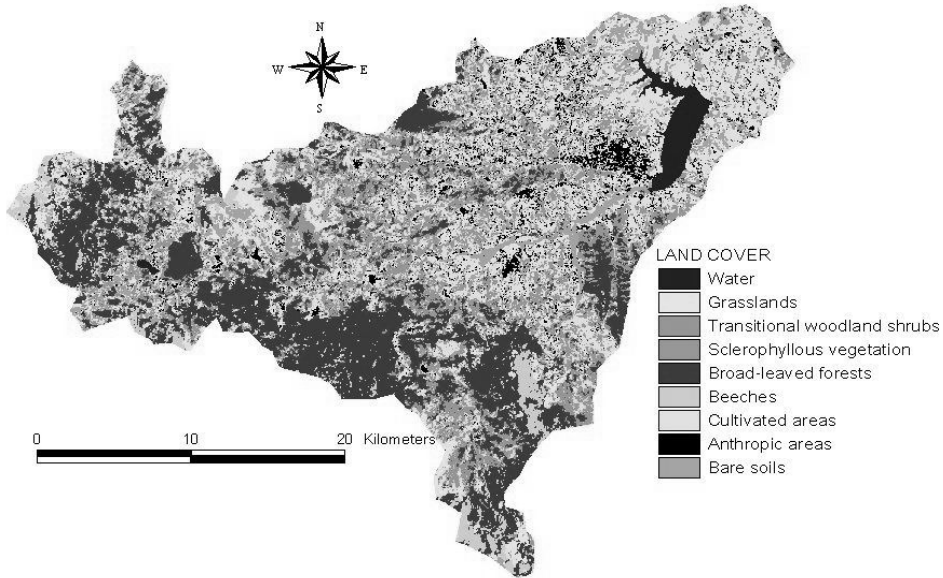 N
W E
S
LAND COVER
Water
Grasslands
Transitional woodland shrubs
Sclerophyllous vegetation
Broad-leaved forests
Beeches
Cultivated areas
Anthropic areas
Bare soils
0 10 20 Kilometers